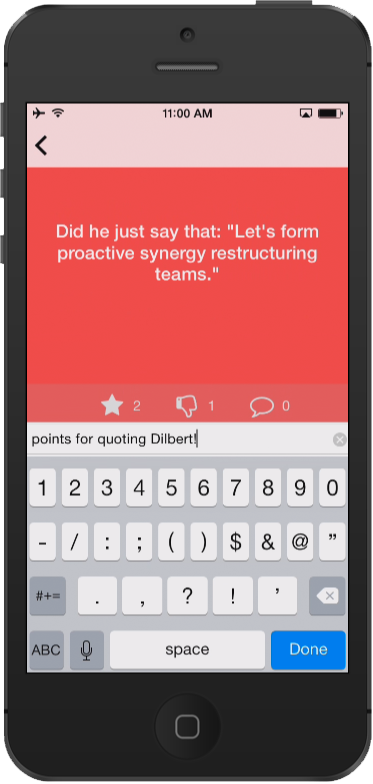 11:00 AM
Did he just say that: "Let's form
proactive synergy restructuring
teams."
2 1 0
points for quoting Dilbert!
1 2 3 4 5 6 7 8 9 0
- / : ; ( ) $ & @ ”
#+= . , ? ! ’
ABC space Done